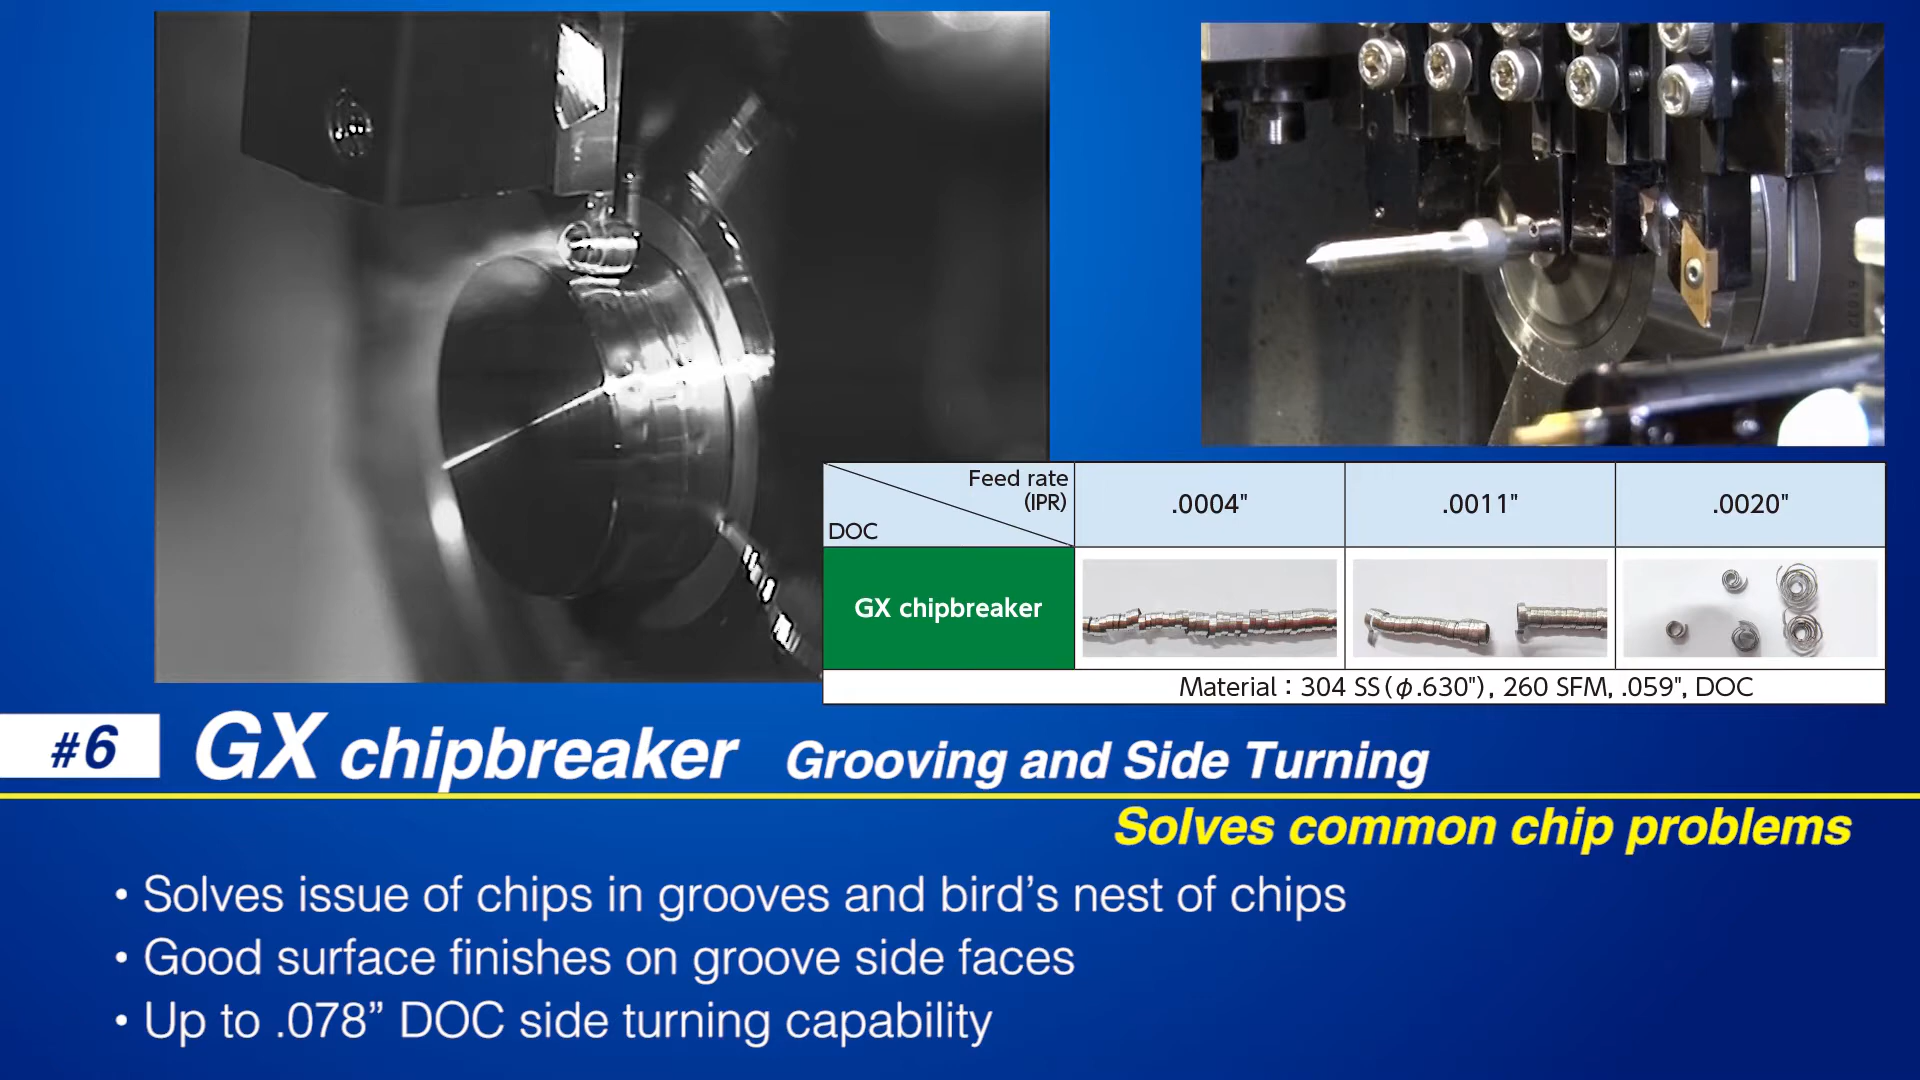 Feed rate
(IPR)
DOC
.0004"
.0011"
.0020"
GX chipbreaker
Material : 304 SS (φ.630"), 260 SFM, .059", DOC
#6
GX chipbreaker Grooving and Side Turning
Solves common chip problems
• Solves issue of chips in grooves and bird’s nest of chips
• Good surface finishes on groove side faces
• Up to .078” DOC side turning capability